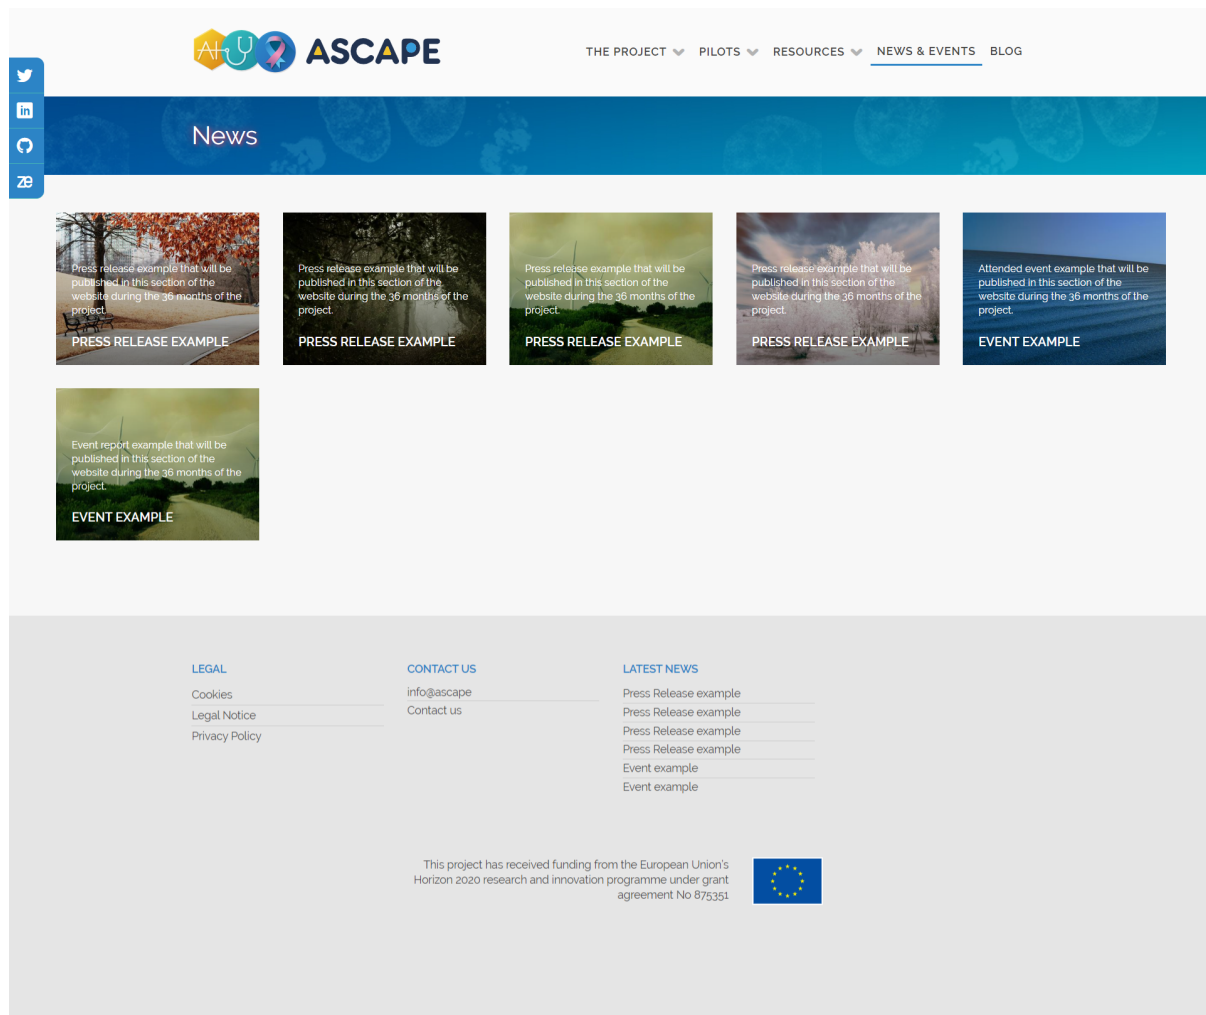 ASCAPE
THE PROJECT
PILOTS
RESOURCES
NEWS & EVENTS
BLOG
News
Press release example that will be
published in this section of the
website during the 36 months of the
project.
PRESS RELEASE EXAMPLE
Press release example that will be
published in this section of the
website during the 36 months of the
project.
PRESS RELEASE EXAMPLE
Press release example that will be
published in this section of the
website during the 36 months of the
project.
PRESS RELEASE EXAMPLE
Press release example that will be
published in this section of the
website during the 36 months of the
project.
PRESS RELEASE EXAMPLE
Attended event example that will be
published in this section of the
website during the 36 months of the
project.
EVENT EXAMPLE
Event report example that will be
published in this section of the
website during the 36 months of the
project.
EVENT EXAMPLE
LEGAL
Cookies
Legal Notice
Privacy Policy
CONTACT US
info@ascape
Contact us
LATEST NEWS
Press Release example
Press Release example
Press Release example
Press Release example
Event example
Event example
This project has received funding from the European Union's
Horizon 2020 research and innovation programme under grant
agreement No 875351